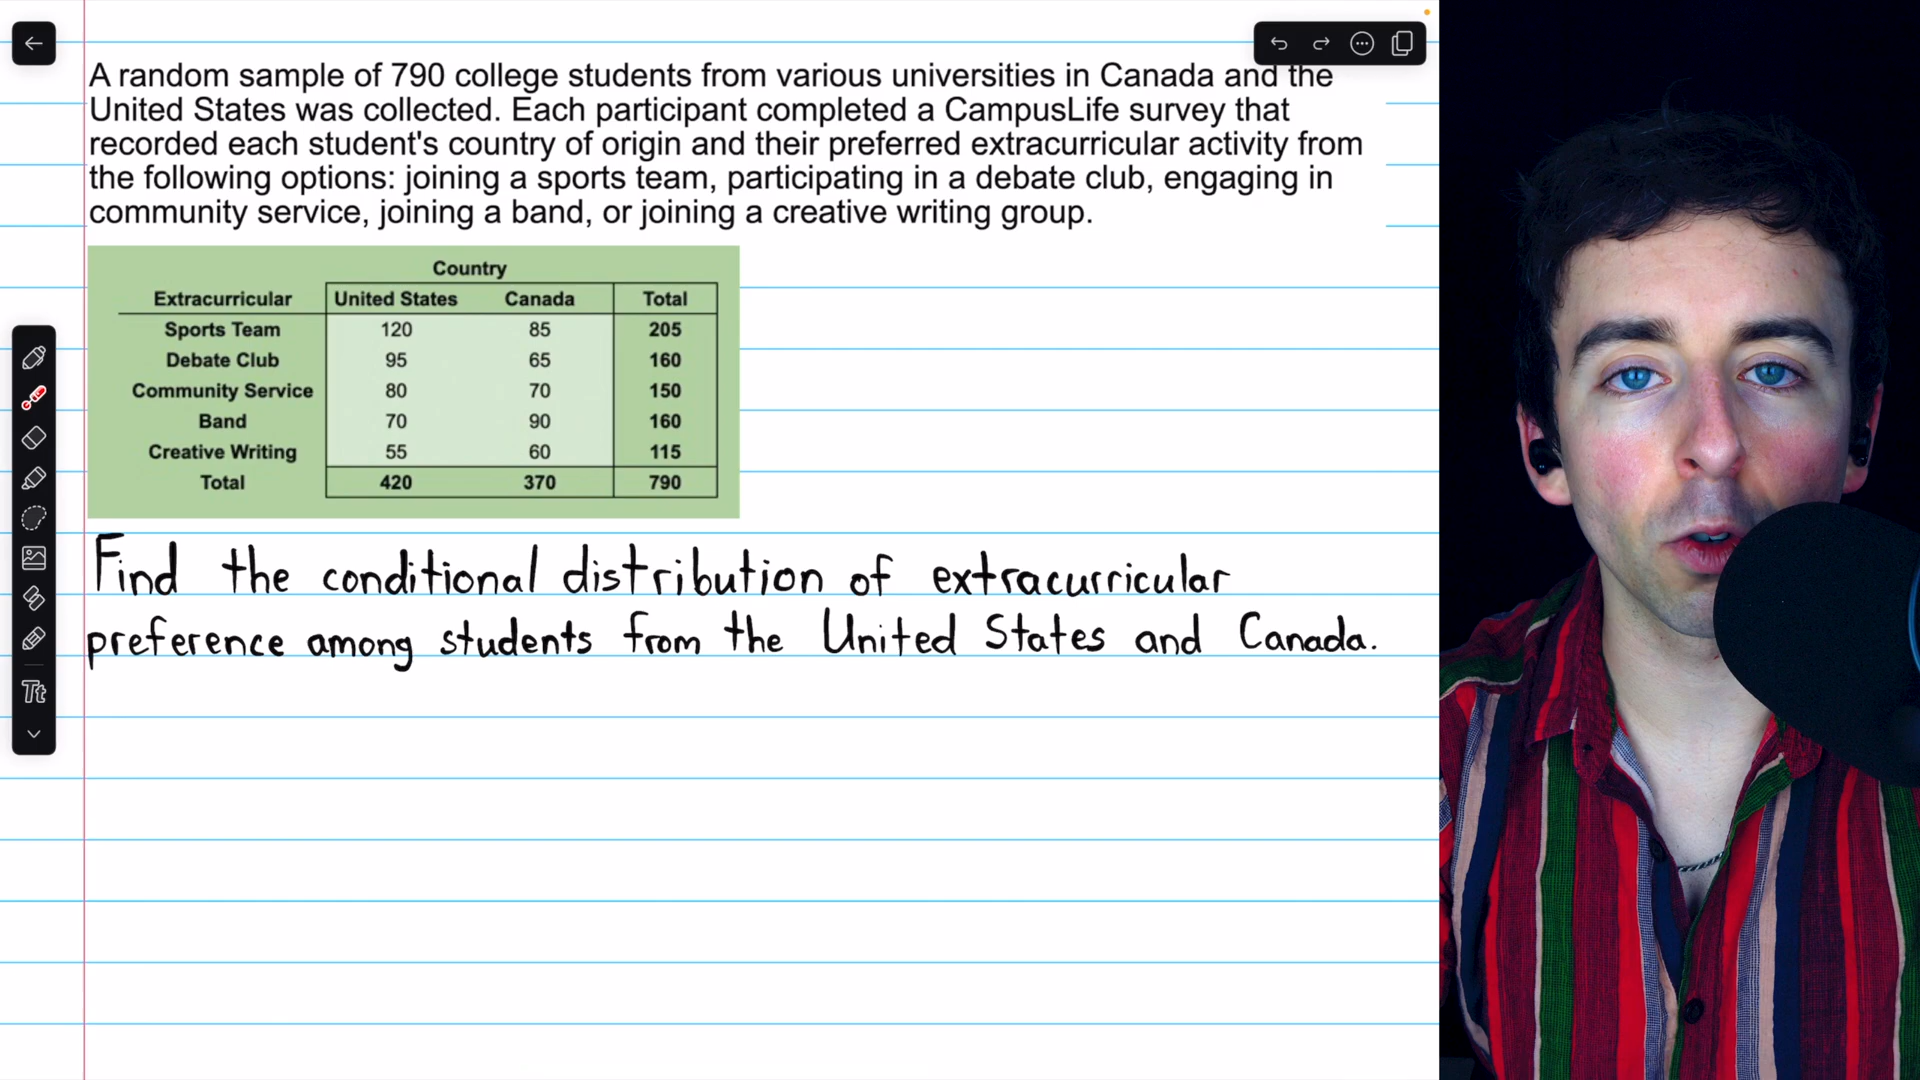 A random sample of 790 college students from various universities in Canada and the
United States was collected. Each participant completed a CampusLife survey that
recorded each student's country of origin and their preferred extracurricular activity from
the following options: joining a sports team, participating in a debate club, engaging in
community service, joining a band, or joining a creative writing group.
Country
Extracurricular United States Canada Total
Sports Team 120 85 205
Debate Club 95 65 160
Community Service 80 70 150
Band 70 90 160
Creative Writing 55 60 115
Total 420 370 790
Find the conditional distribution of extracurricular
preference among students from the United States and Canada.
Tt